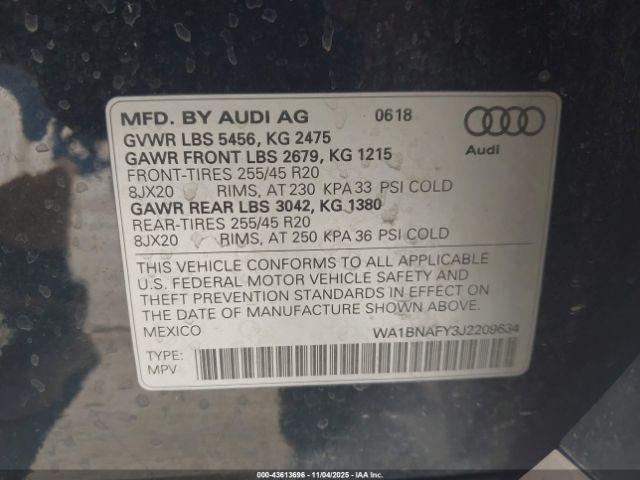 MFD. BY AUDI AG 0618
GVWR LBS 5456, KG 2475
GAWR FRONT LBS 2679, KG 1215
FRONT-TIRES 255/45 R20
8JX20 RIMS, AT 230 KPA 33 PSI COLD
GAWR REAR LBS 3042, KG 1380
REAR-TIRES 255/45 R20
8JX20 RIMS, AT 250 KPA 36 PSI COLD
Audi
THIS VEHICLE CONFORMS TO ALL APPLICABLE
U.S. FEDERAL MOTOR VEHICLE SAFETY AND
THEFT PREVENTION STANDARDS IN EFFECT ON
THE DATE OF MANUFACTURE SHOWN ABOVE.
MEXICO WA1BNAFY3J2209634
TYPE:
MPV
000-43613696 - 11/04/2025 - IAA Inc.